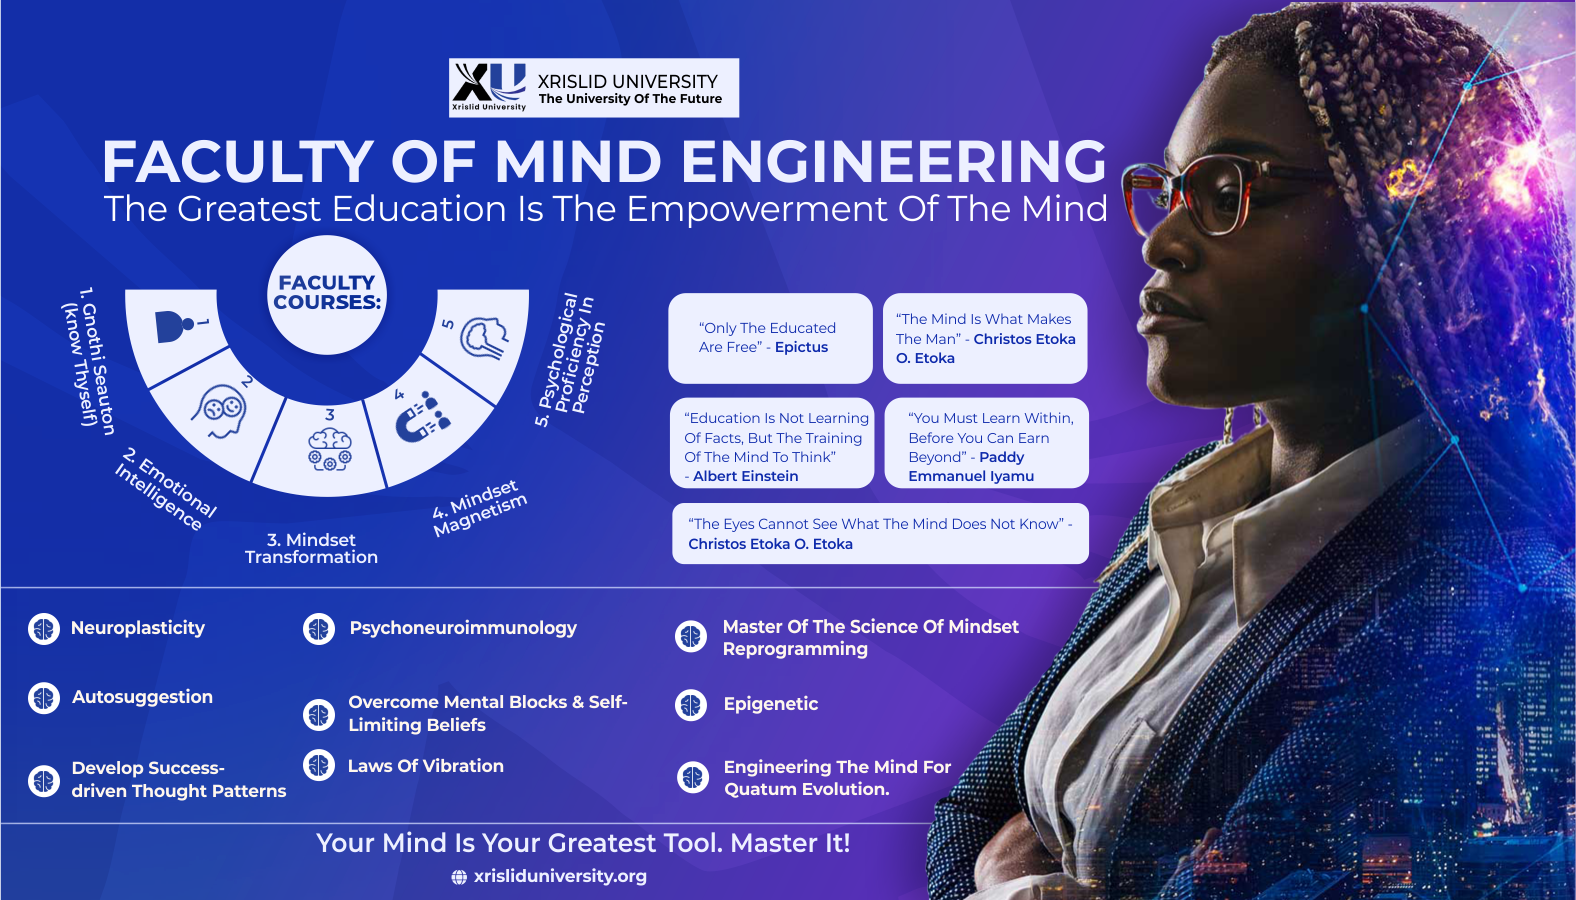 XU
Xrislid University
XRISLID UNIVERSITY
The University Of The Future
FACULTY OF MIND ENGINEERING
The Greatest Education Is The Empowerment Of The Mind
FACULTY
COURSES:
1
2
3
4
5
1. Gnothi Seauton
(know Thyself)
2. Emotional
Intelligence
3. Mindset
Transformation
4. Mindset
Magnetism
5. Psychological
Proficiency In
Perception
“Only The Educated
Are Free” - Epictus
“The Mind Is What Makes
The Man” - Christos Etoka
O. Etoka
“Education Is Not Learning
Of Facts, But The Training
Of The Mind To Think”
- Albert Einstein
“You Must Learn Within,
Before You Can Earn
Beyond” - Paddy
Emmanuel Iyamu
“The Eyes Cannot See What The Mind Does Not Know” -
Christos Etoka O. Etoka
Neuroplasticity
Autosuggestion
Develop Success-
driven Thought Patterns
Psychoneuroimmunology
Overcome Mental Blocks & Self-
Limiting Beliefs
Laws Of Vibration
Master Of The Science Of Mindset
Reprogramming
Epigenetic
Engineering The Mind For
Quatum Evolution.
Your Mind Is Your Greatest Tool. Master It!
xrisliduniversity.org